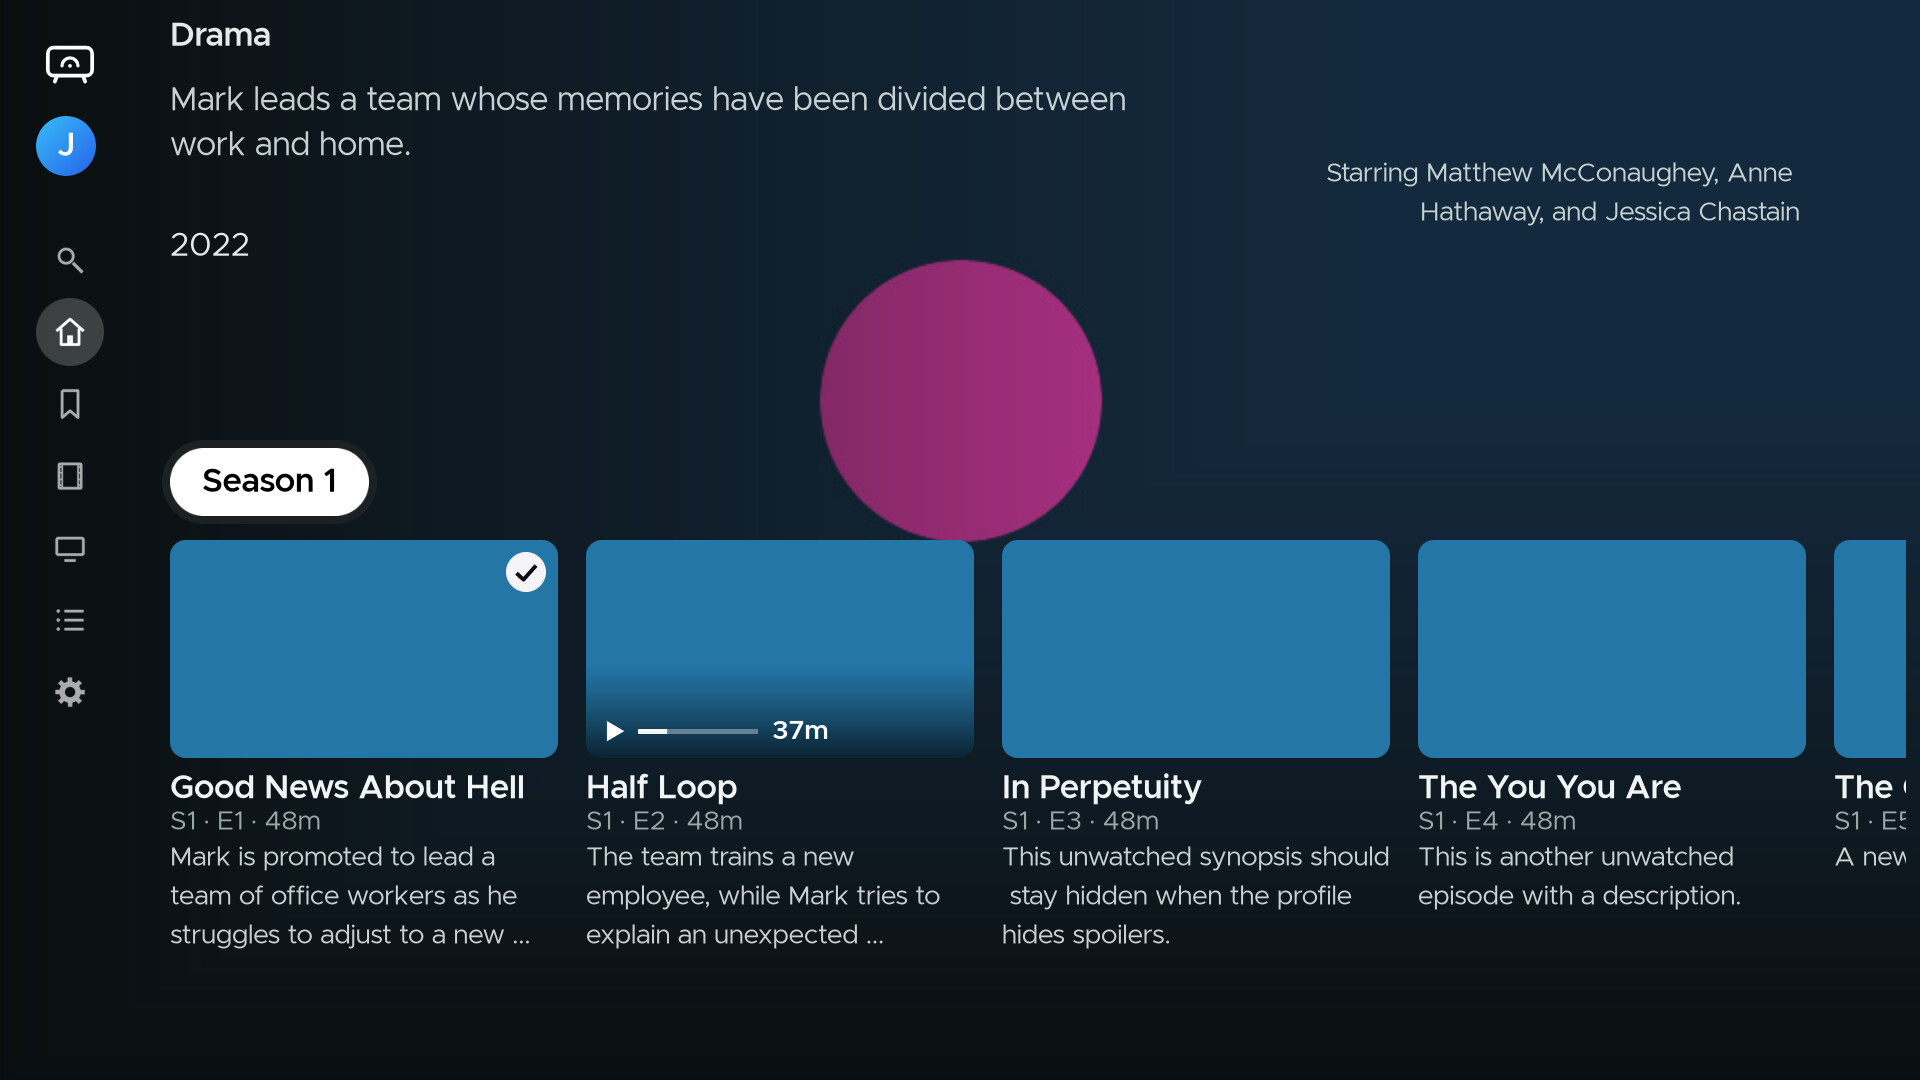 Drama
Mark leads a team whose memories have been divided between
work and home.
Starring Matthew McConaughey, Anne
Hathaway, and Jessica Chastain
2022
J
Season 1
37m
Good News About Hell
S1 · E1 · 48m
Mark is promoted to lead a
team of office workers as he
struggles to adjust to a new ...
Half Loop
S1 · E2 · 48m
The team trains a new
employee, while Mark tries to
explain an unexpected ...
In Perpetuity
S1 · E3 · 48m
This unwatched synopsis should
stay hidden when the profile
hides spoilers.
The You You Are
S1 · E4 · 48m
This is another unwatched
episode with a description.
The
S1 · E5
A new